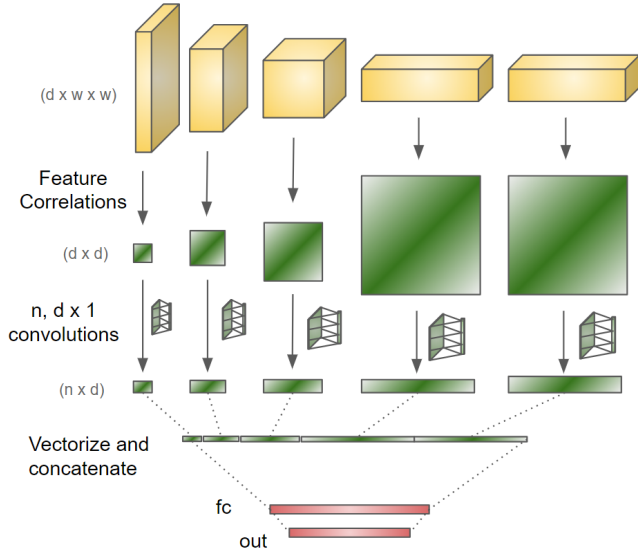 (d x w x w)
Feature
Correlations
(d x d)
n, d x 1
convolutions
(n x d)
Vectorize and
concatenate
fc
out